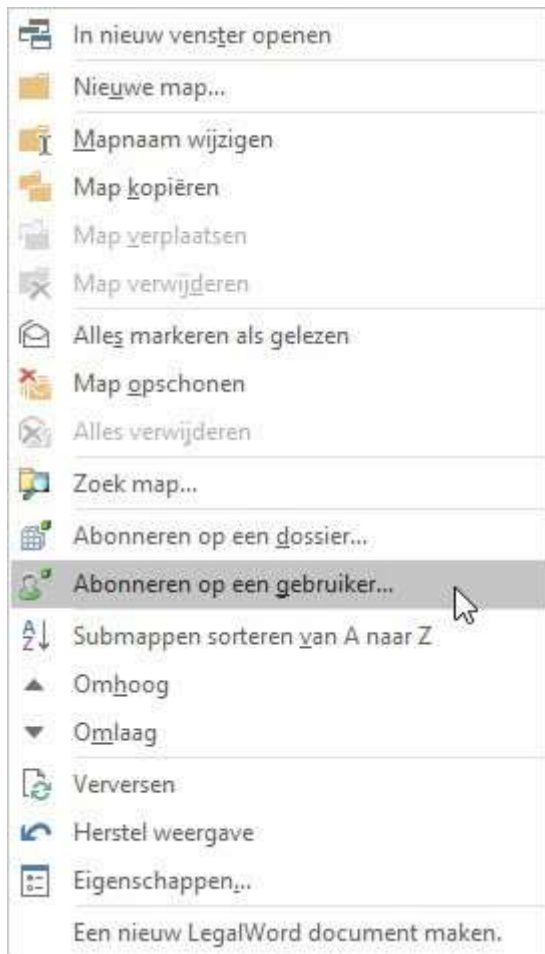 In nieuw venster openen
Nieuwe map...
Mapnaam wijzigen
Map kopiëren
Map verplaatsen
Map verwijderen
Alles markeren als gelezen
Map opschonen
Alles verwijderen
Zoek map...
Abonneren op een dossier...
Abonneren op een gebruiker...
Submappen sorteren van A naar Z
Omhoog
Omlaag
Verversen
Herstel weergave
Eigenschappen...
Een nieuw LegalWord document maken.